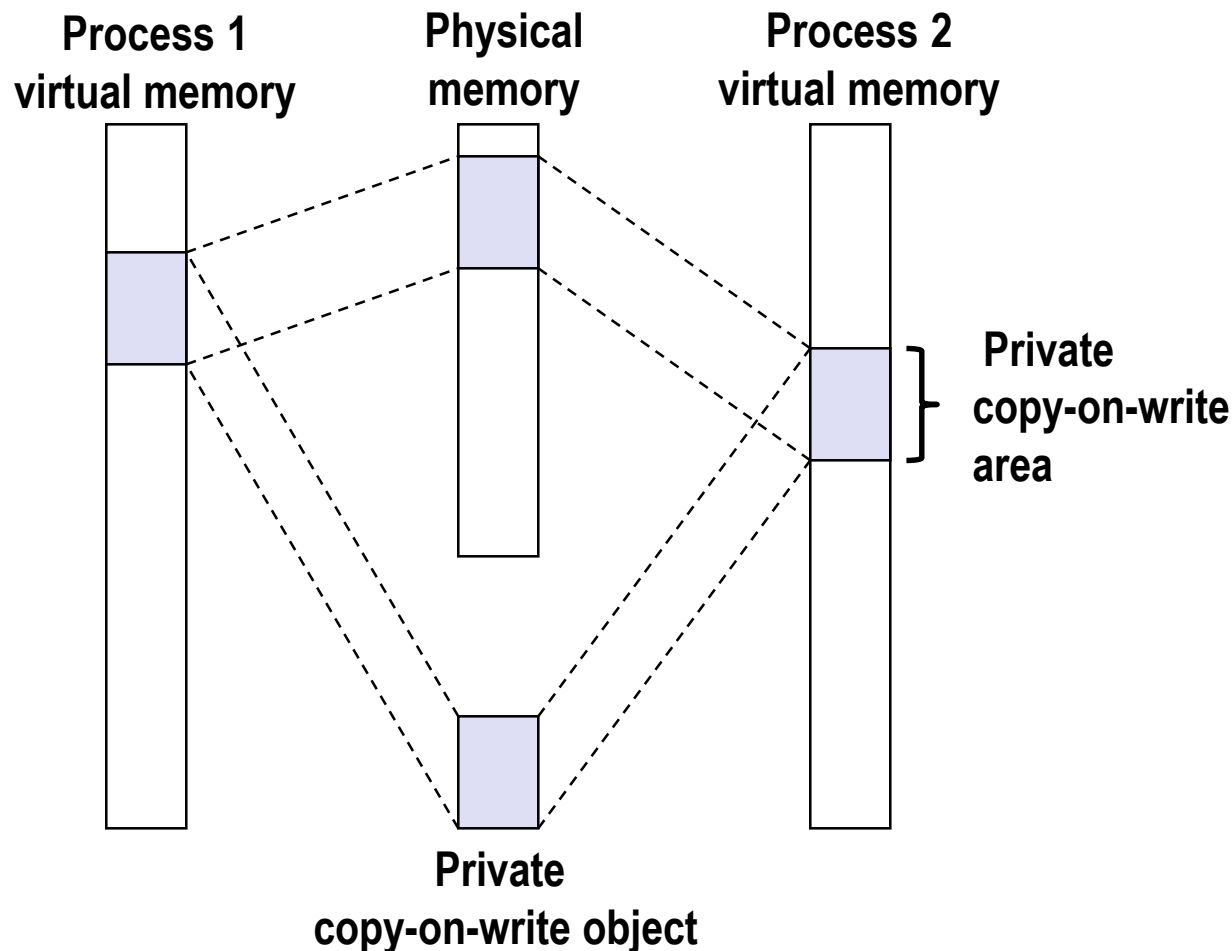 Process 1
virtual memory
Physical
memory
Process 2
virtual memory
Private
copy-on-write
area
Private
copy-on-write object